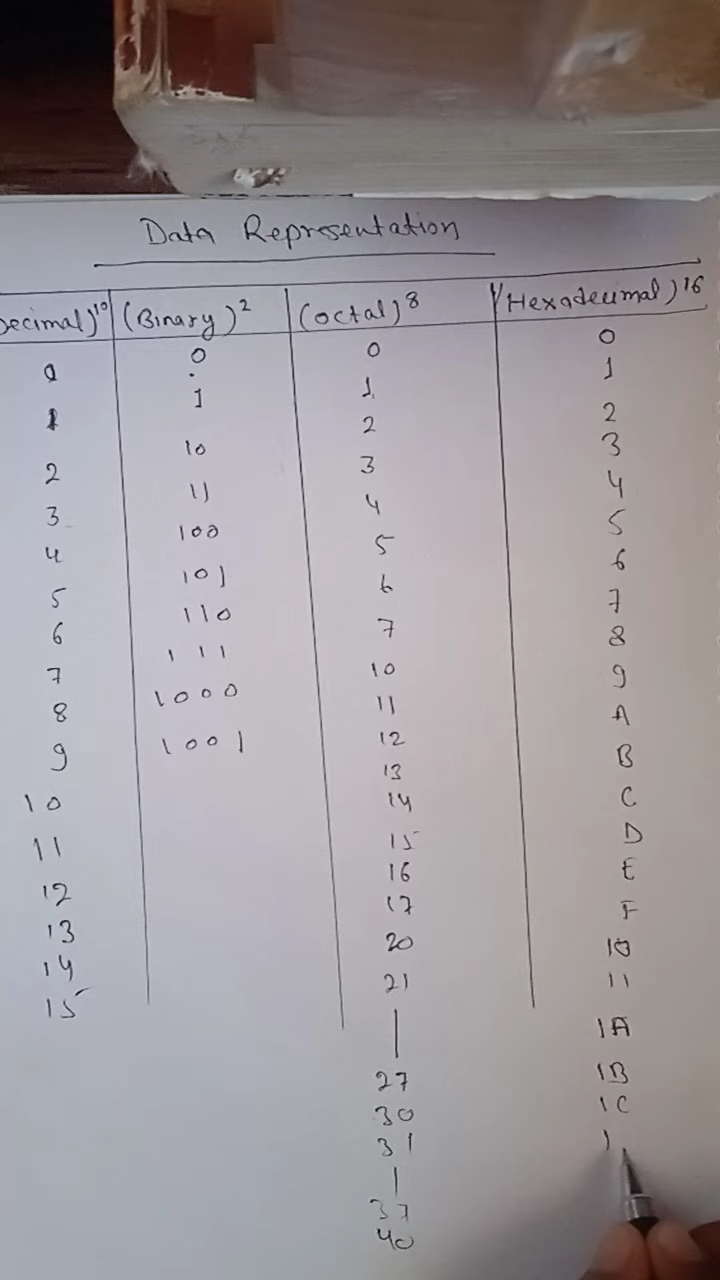 Data Representation
Decimal)10 (Binary)2 (octal)8 (Hexadecimal)16
0 0 0 0
1 1 1 1
2 10 2 2
3 11 3 3
4 100 4 4
5 101 5 5
6 110 6 6
7 111 7 7
8 1000 10 8
9 1001 11 9
10 12 A
11 13 B
12 14 C
13 15 D
14 16 E
15 17 F
20 10
21 11
| 1A
27 1B
30 1C
31 1
|
37
40